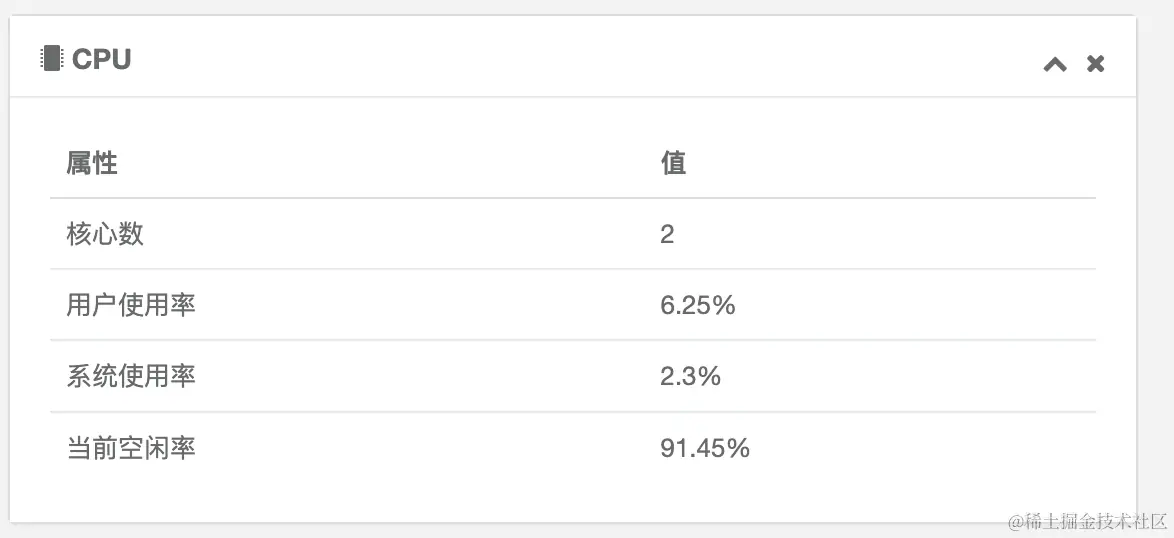 CPU
属性 值
核心数 2
用户使用率 6.25%
系统使用率 2.3%
当前空闲率 91.45%
@稀土掘金技术社区